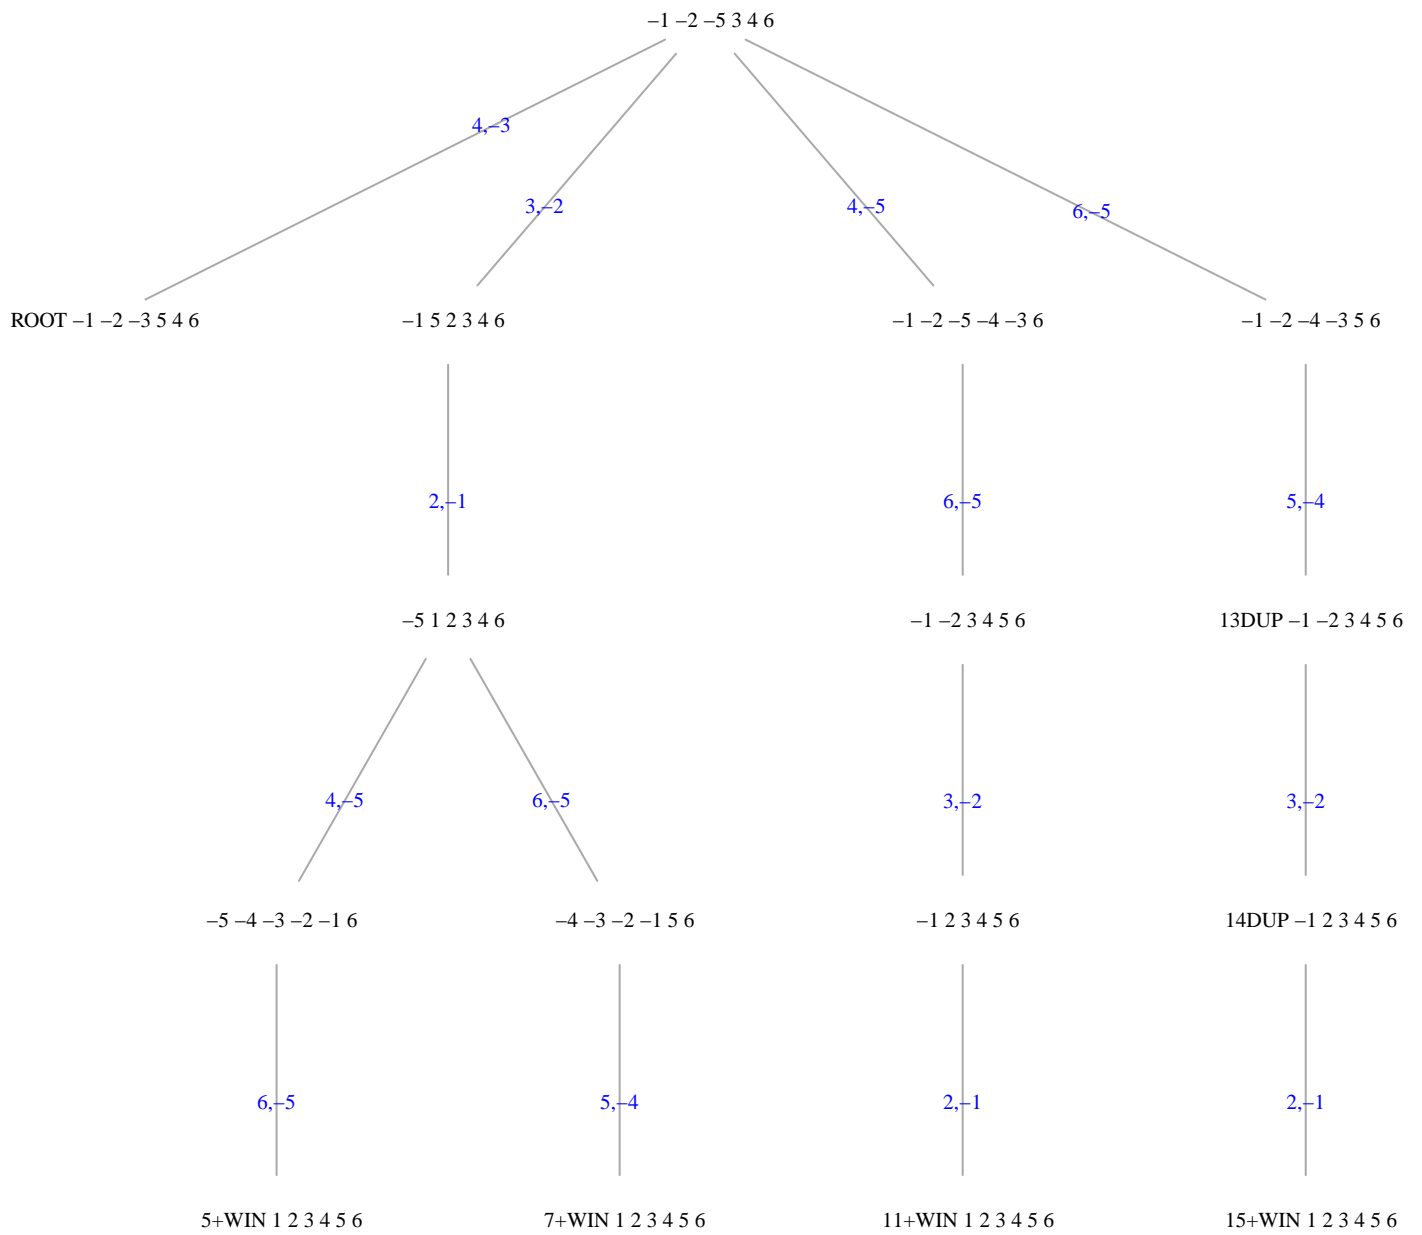 –1 –2 –5 3 4 6
4,–3
3,–2
4,–5
6,–5
ROOT –1 –2 –3 5 4 6
–1 5 2 3 4 6
–1 –2 –5 –4 –3 6
–1 –2 –4 –3 5 6
2,–1
6,–5
5,–4
–5 1 2 3 4 6
–1 –2 3 4 5 6
13DUP –1 –2 3 4 5 6
4,–5
6,–5
3,–2
3,–2
–5 –4 –3 –2 –1 6
–4 –3 –2 –1 5 6
–1 2 3 4 5 6
14DUP –1 2 3 4 5 6
6,–5
5,–4
2,–1
2,–1
5+WIN 1 2 3 4 5 6
7+WIN 1 2 3 4 5 6
11+WIN 1 2 3 4 5 6
15+WIN 1 2 3 4 5 6